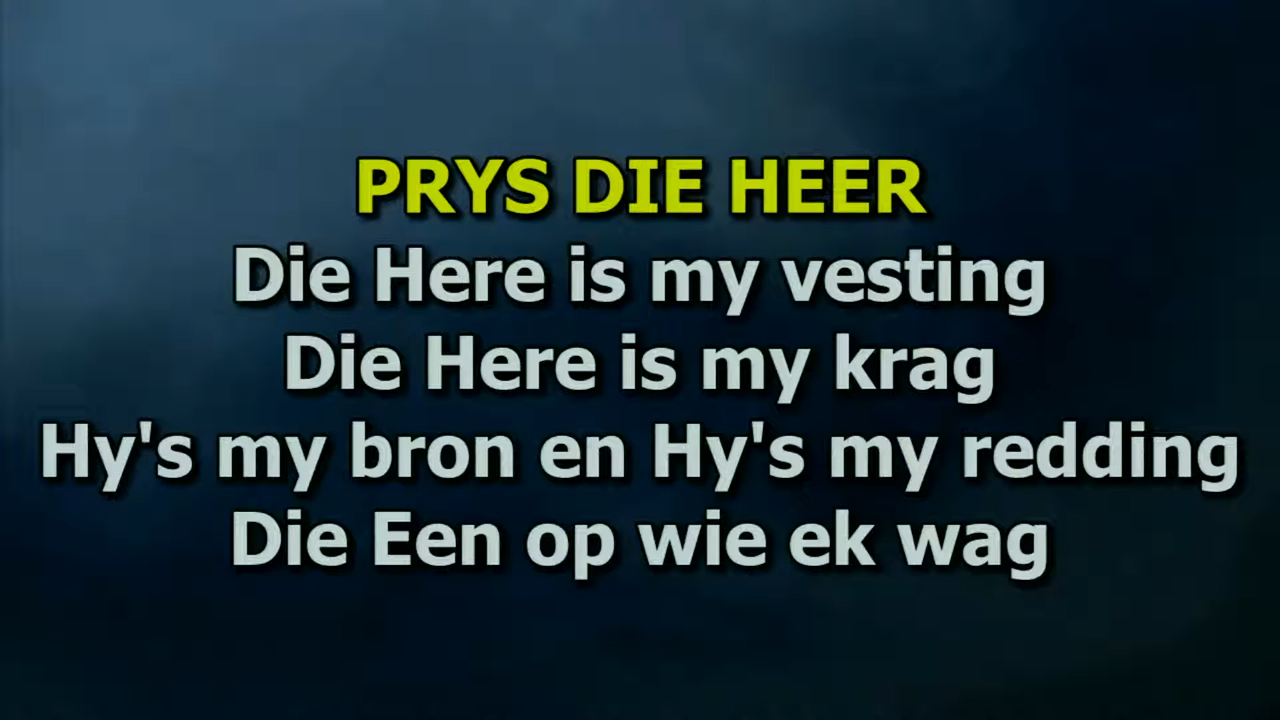 PRYS DIE HEER
Die Here is my vesting
Die Here is my krag
Hy's my bron en Hy's my redding
Die Een op wie ek wag